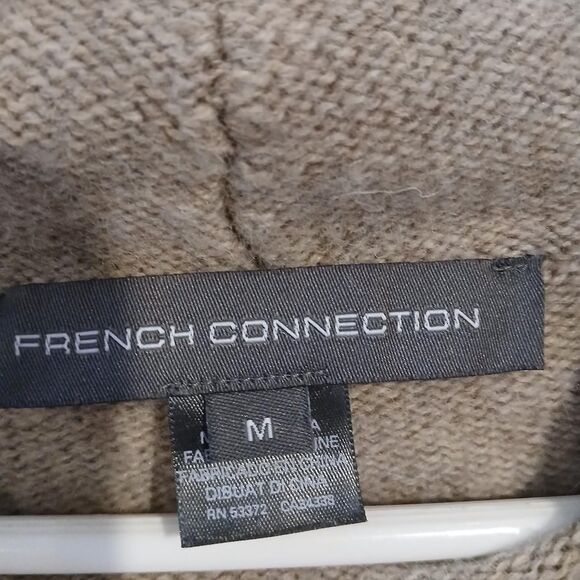 FRENCH CONNECTION
M
FABRICADO EN CHINA
DIBUAT DI CINA
RN 53372